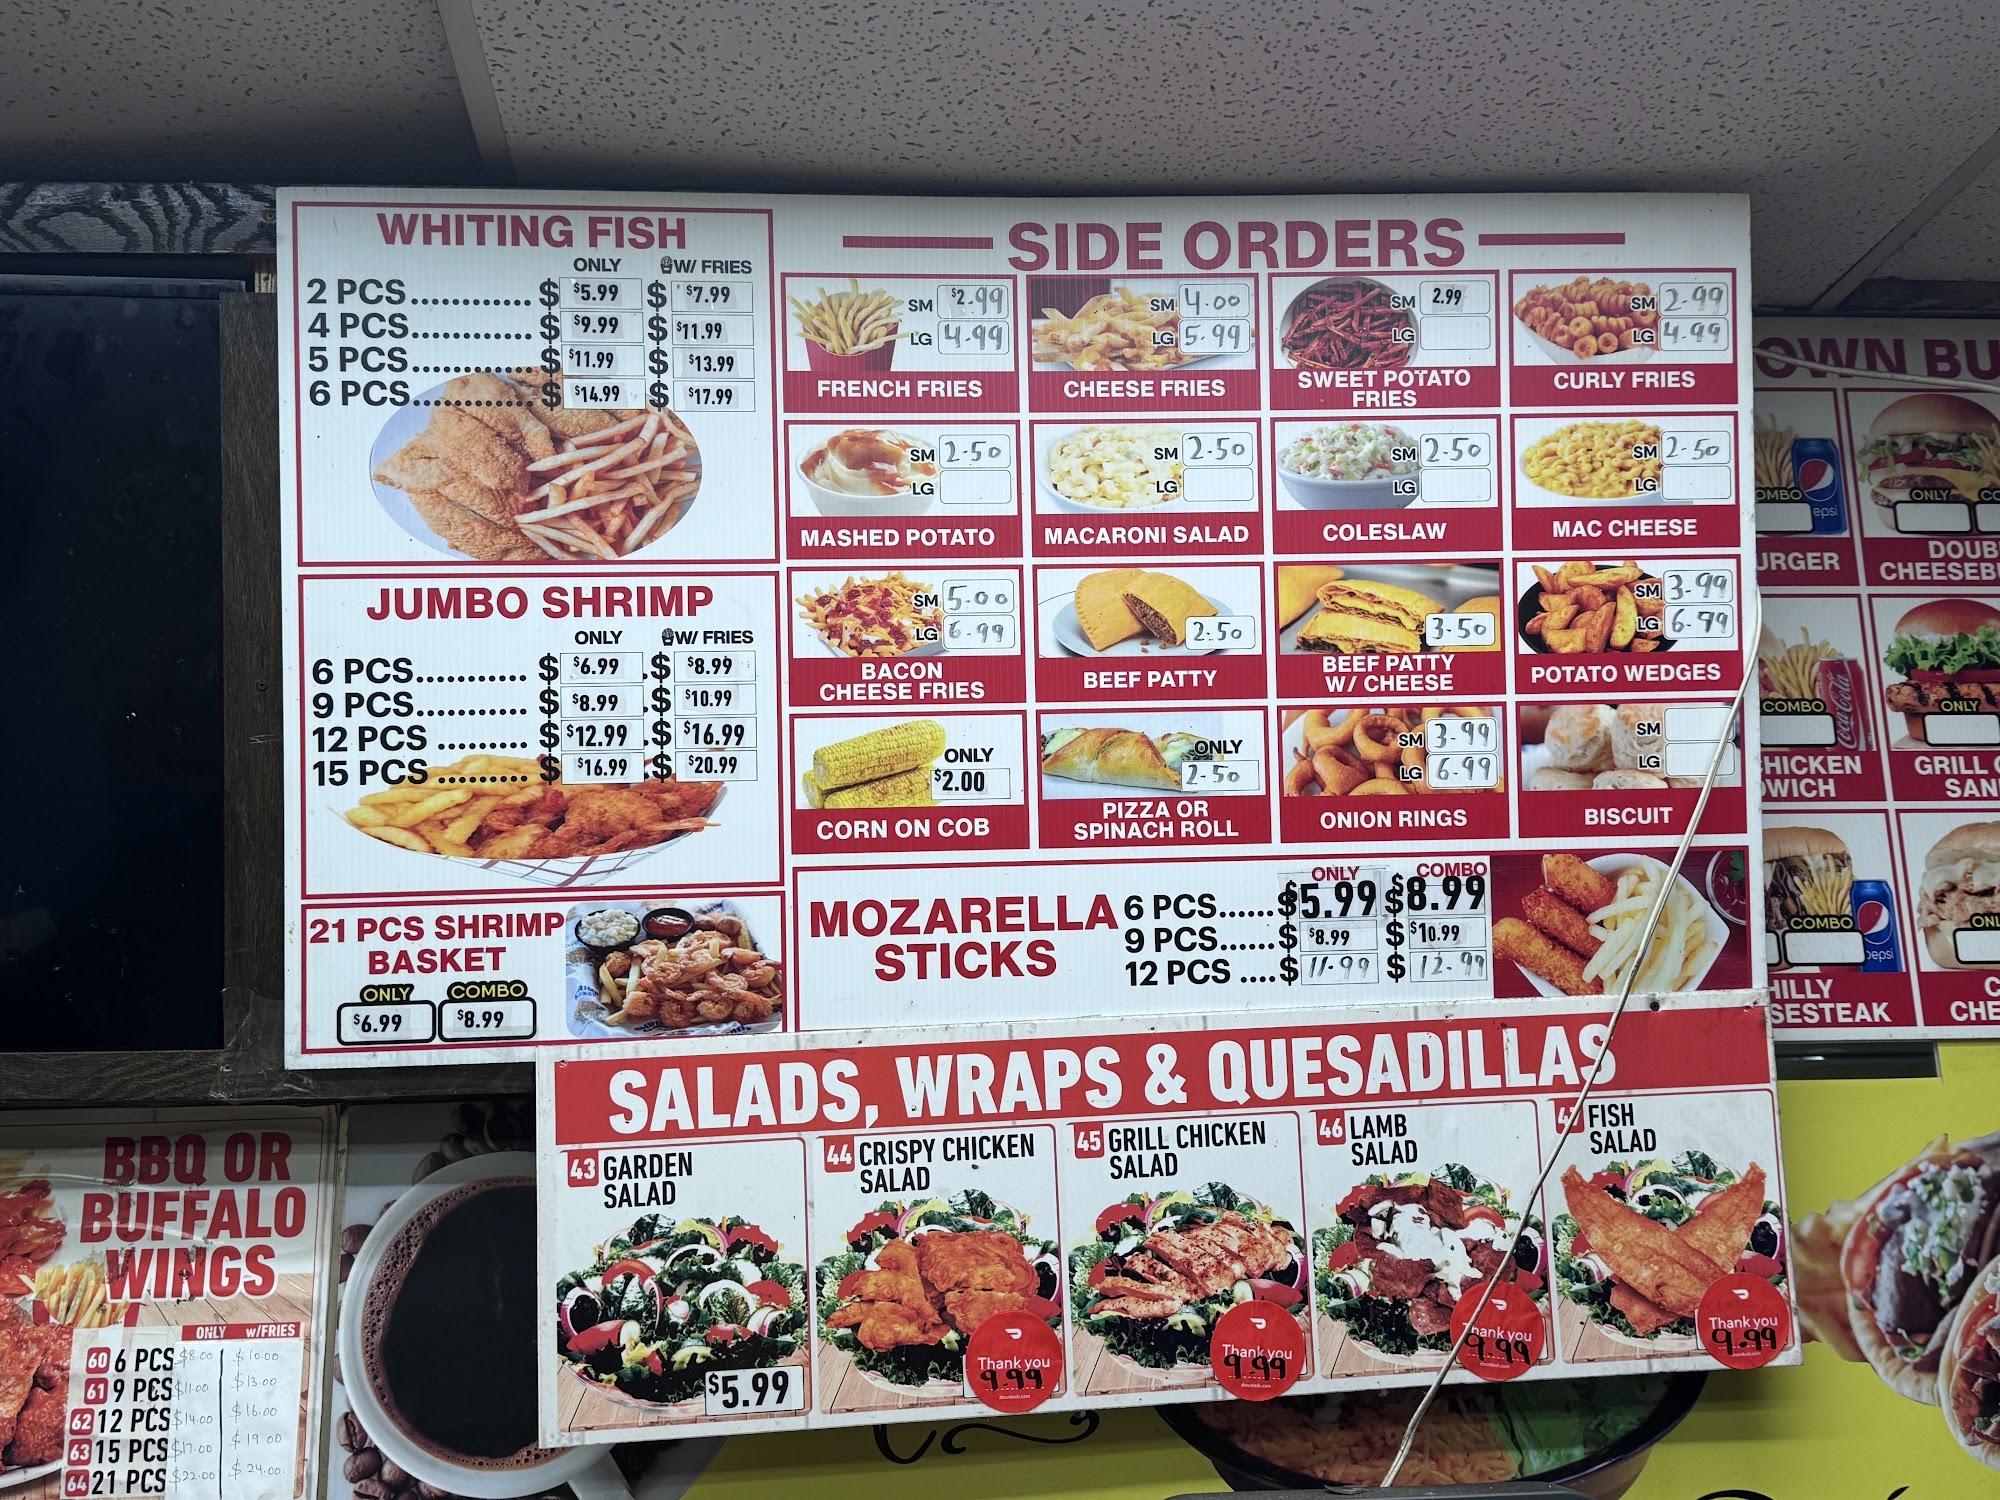 WHITING FISH
ONLY W/ FRIES
2 PCS............. $ $5.99 $ $7.99
4 PCS............. $ $9.99 $ $11.99
5 PCS............. $ $11.99 $ $13.99
6 PCS............. $ $14.99 $ $17.99
JUMBO SHRIMP
ONLY W/ FRIES
6 PCS............ $ $6.99 .$ $8.99
9 PCS............ $ $8.99 .$ $10.99
12 PCS .......... $ $12.99 .$ $16.99
15 PCS .......... $ $16.99 .$ $20.99
21 PCS SHRIMP
BASKET
ONLY COMBO
$6.99 $8.99
SIDE ORDERS
SM $2.99
LG 4.99
FRENCH FRIES
SM 4.00
LG 5.99
CHEESE FRIES
SM 2.99
LG
SWEET POTATO
FRIES
SM 2.99
LG 4.99
CURLY FRIES
SM 2.50
LG
MASHED POTATO
SM 2.50
LG
MACARONI SALAD
SM 2.50
LG
COLESLAW
SM 2.50
LG
MAC CHEESE
SM 5.00
LG 6.99
BACON
CHEESE FRIES
2.50
BEEF PATTY
3.50
BEEF PATTY
W/ CHEESE
SM 3.99
LG 6.99
POTATO WEDGES
ONLY
$2.00
CORN ON COB
ONLY
2.50
PIZZA OR
SPINACH ROLL
SM 3.99
LG 6.99
ONION RINGS
SM
LG
BISCUIT
MOZARELLA
STICKS
ONLY COMBO
6 PCS......$5.99 $8.99
9 PCS......$ $8.99 $ $10.99
12 PCS ....$ 11.99 $ 12.99
SALADS, WRAPS & QUESADILLAS
43 GARDEN
SALAD
$5.99
44 CRISPY CHICKEN
SALAD
Thank you
9.99
45 GRILL CHICKEN
SALAD
Thank you
9.99
doordash.com
46 LAMB
SALAD
Thank you
9.99
47 FISH
SALAD
Thank you
9.99
BBQ OR
BUFFALO
WINGS
ONLY w/FRIES
60 6 PCS $8.00 $10.00
61 9 PCS $11.00 $13.00
62 12 PCS $14.00 $16.00
63 15 PCS $17.00 $19.00
64 21 PCS $22.00 $24.00
OWN BU
OMBO
epsi
URGER
ONLY CO
DOUB
CHEESEBU
COMBO
Coca-Cola
HICKEN
WICH
ONLY
GRILL C
SAN
COMBO
pepsi
HILLY
SESTEAK
ONL
C
CHE